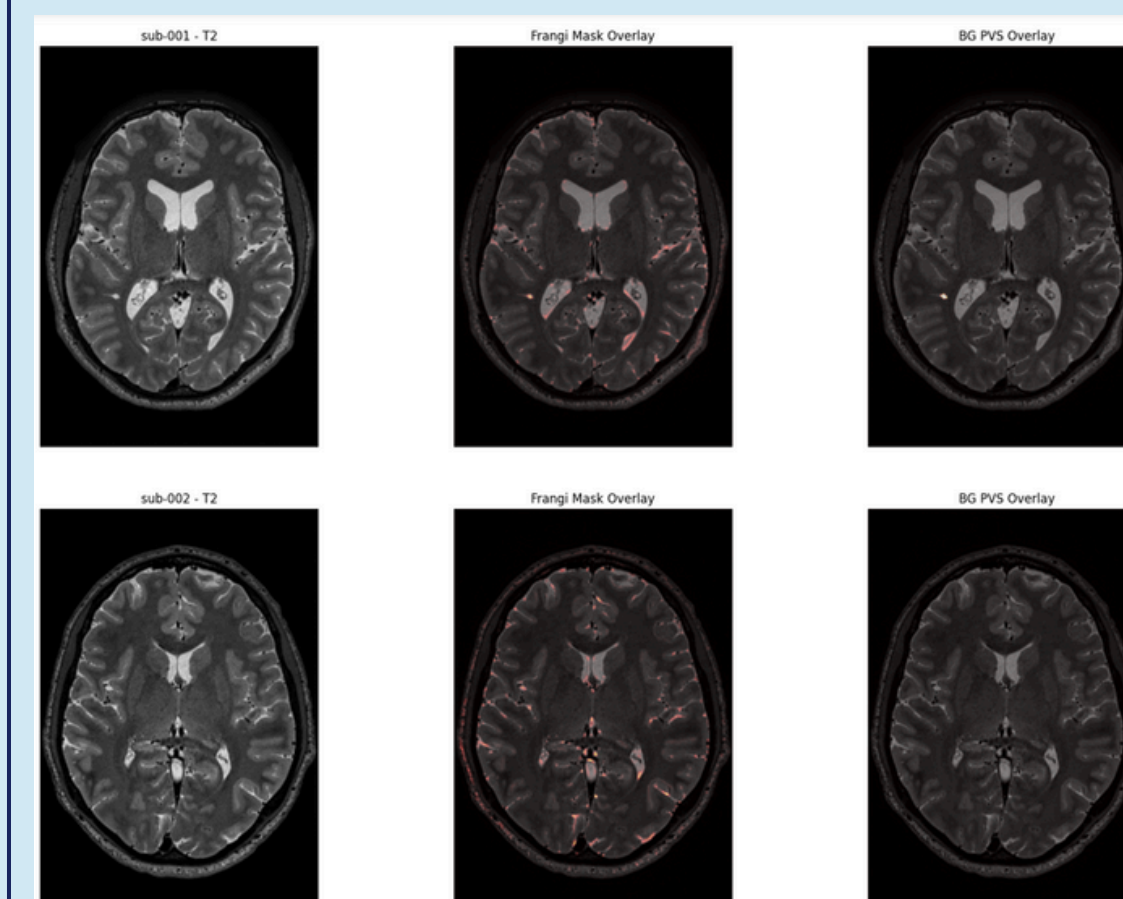 sub-001 - T2
Frangi Mask Overlay
BG PVS Overlay
sub-002 - T2
Frangi Mask Overlay
BG PVS Overlay